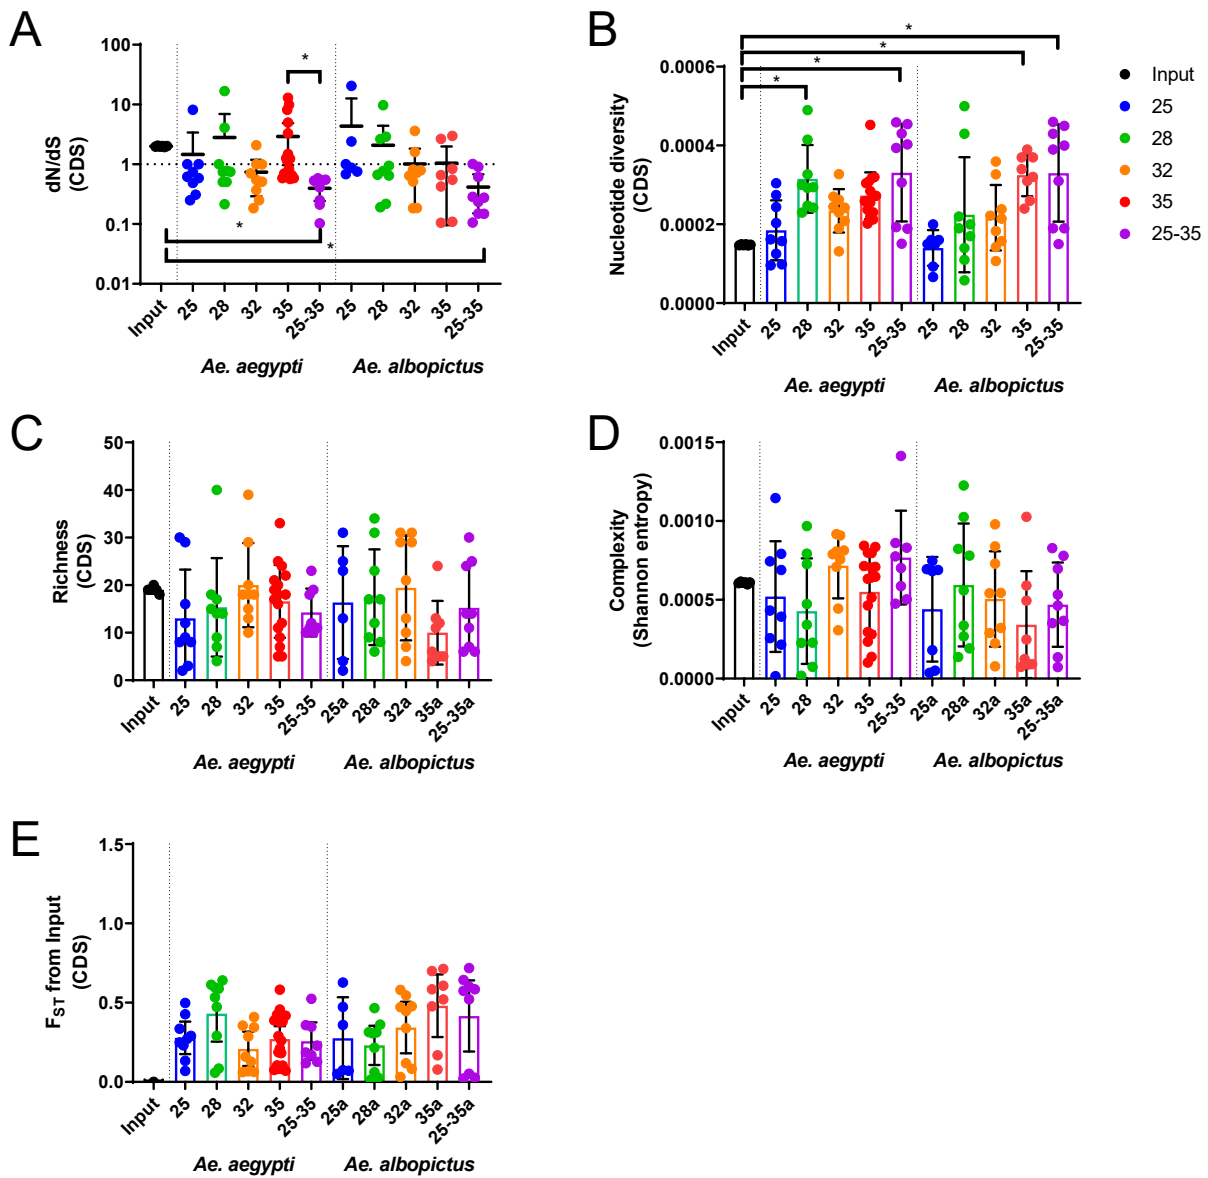 A
100
10
1
0.1
0.01
dN/dS
(CDS)
*
*
*
Input
25
28
32
35
25-35
25
28
32
35
25-35
Ae. aegypti
Ae. albopictus
B
0.0006
0.0004
0.0002
0.0000
Nucleotide diversity
(CDS)
*
*
*
*
Input
25
28
32
35
25-35
25
28
32
35
25-35
Ae. aegypti
Ae. albopictus
Input
25
28
32
35
25-35
C
50
40
30
20
10
0
Richness
(CDS)
Input
25
28
32
35
25-35
25a
28a
32a
35a
25-35a
Ae. aegypti
Ae. albopictus
D
0.0015
0.0010
0.0005
0.0000
Complexity
(Shannon entropy)
Input
25
28
32
35
25-35
25a
28a
32a
35a
25-35a
Ae. aegypti
Ae. albopictus
E
1.5
1.0
0.5
0.0
FST from Input
(CDS)
Input
25
28
32
35
25-35
25a
28a
32a
35a
25-35a
Ae. aegypti
Ae. albopictus